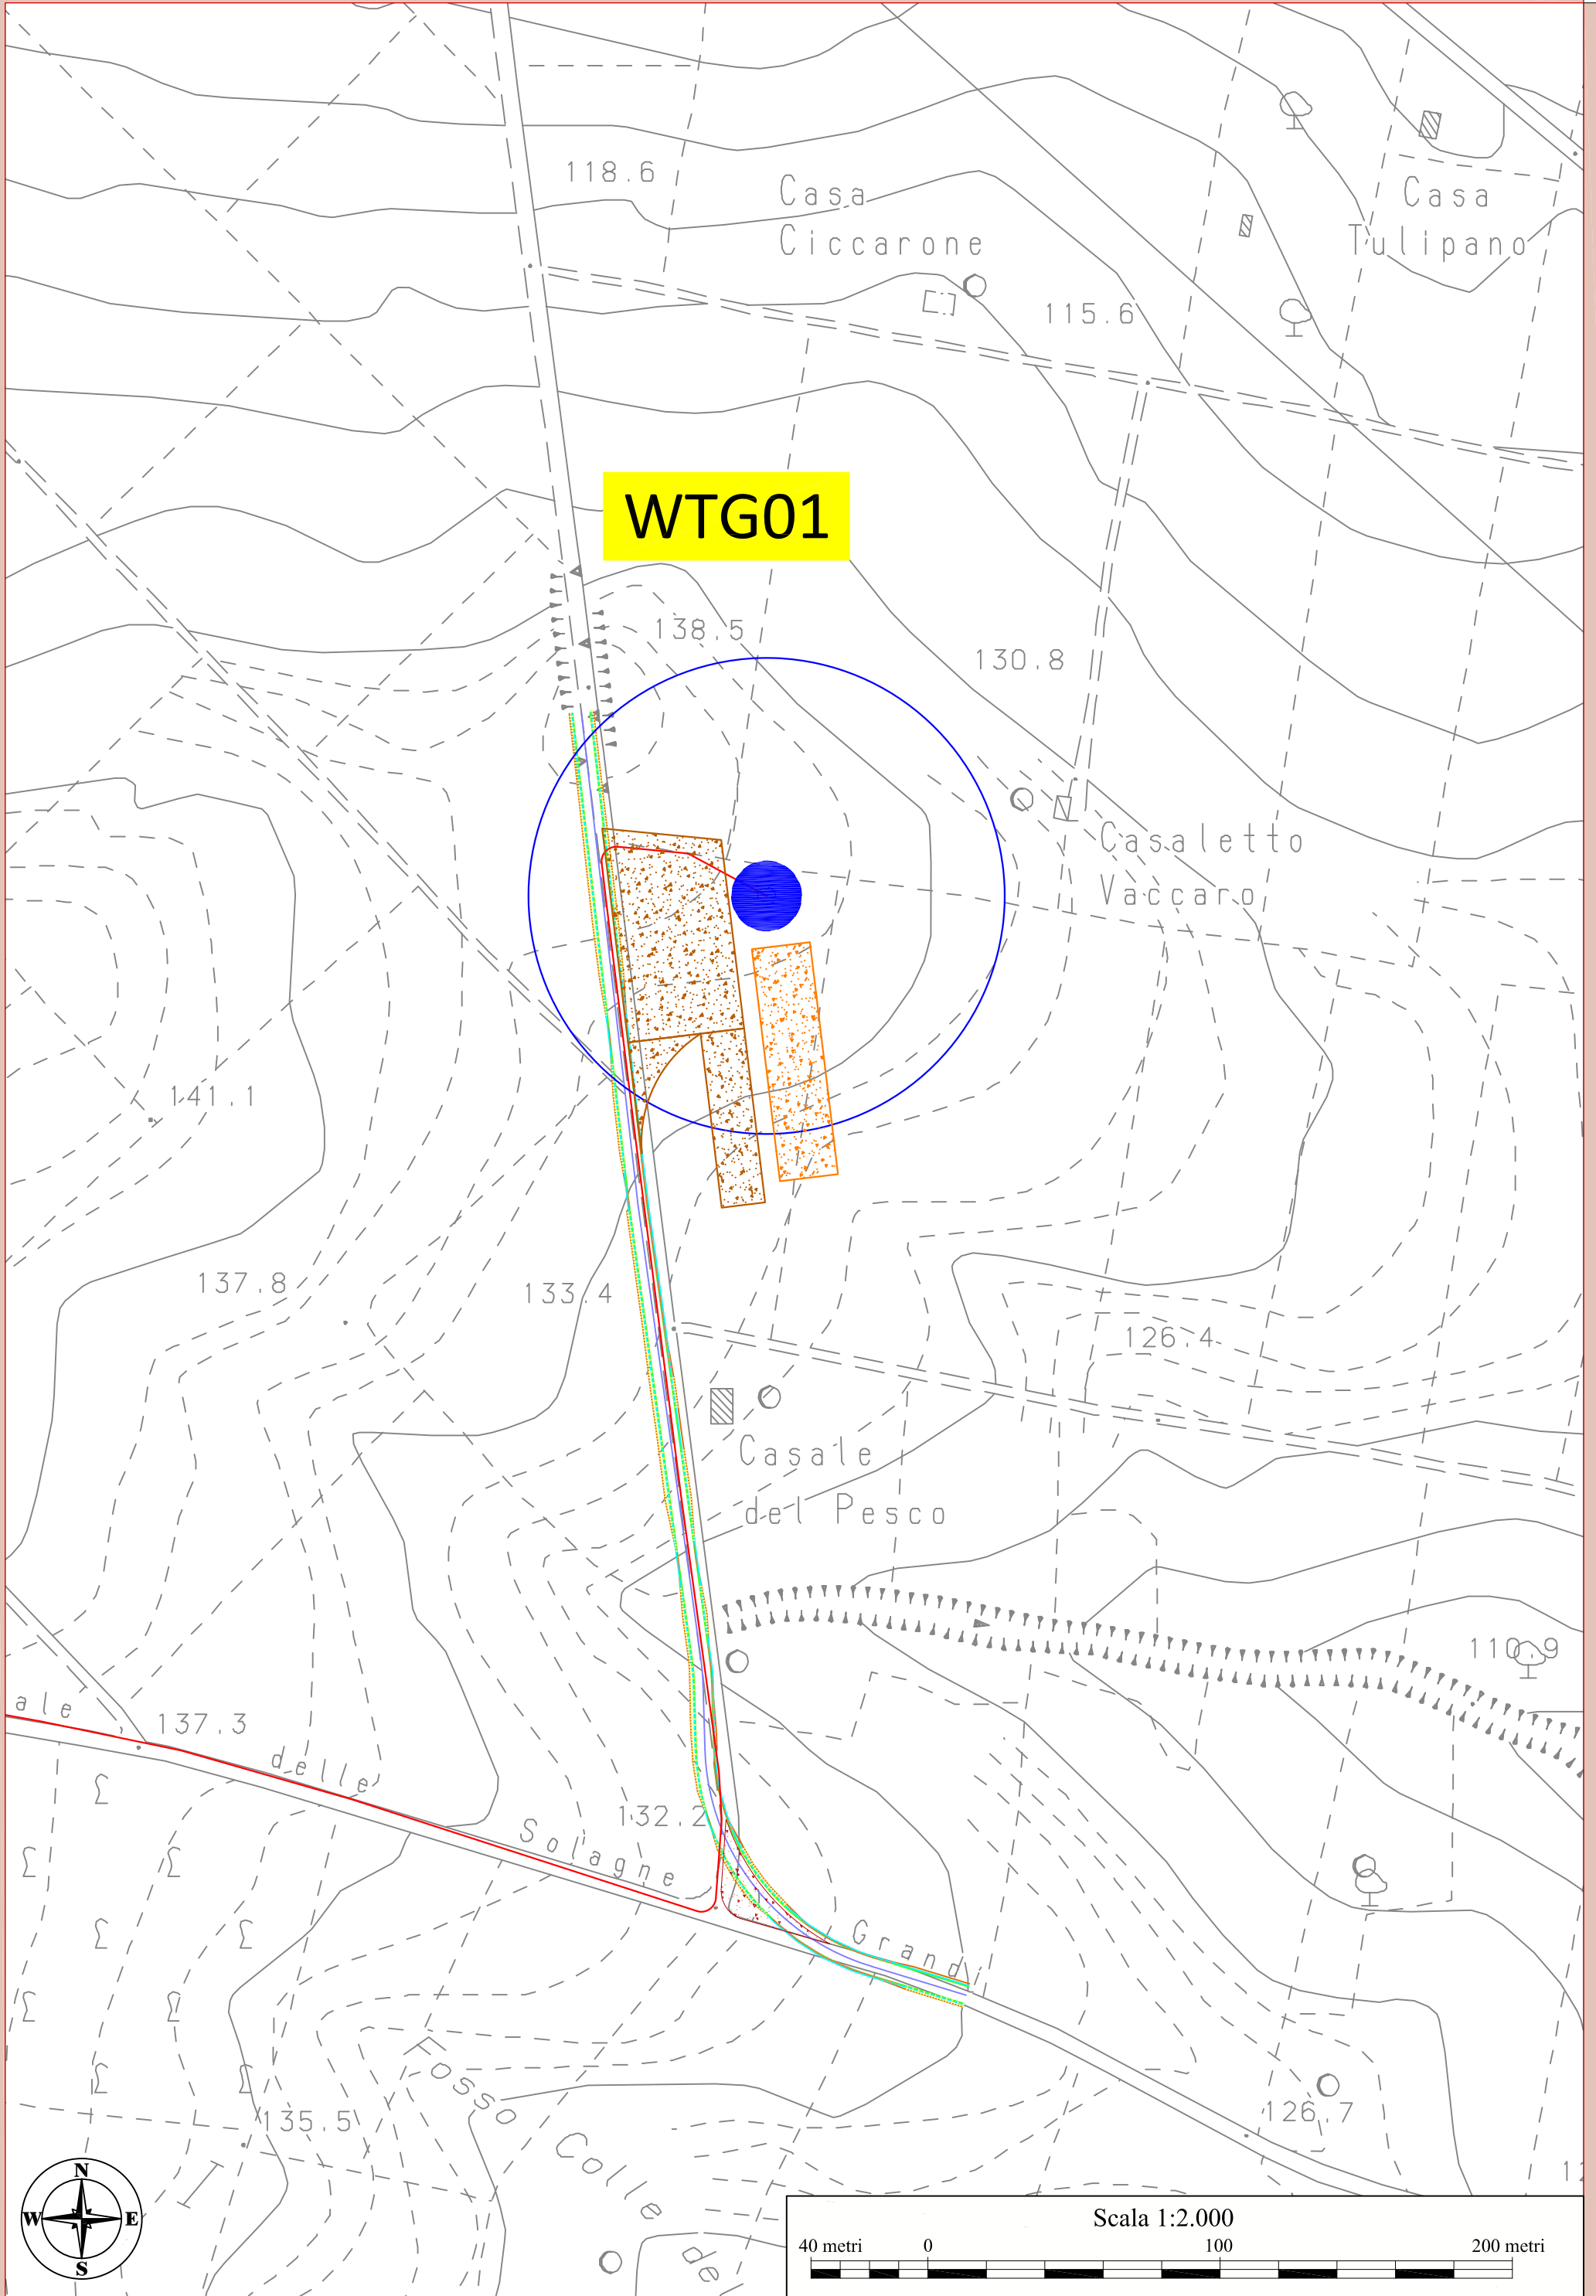 118.6
Casa
Ciccarone
Casa
Tulipano
115.6
WTG01
138.5
130.8
Casaletto
Vaccaro
141.1
137.8
133.4
126.4
Casale
del Pesco
110.9
ale delle Solagne Grandi
137.3
132.2
Fosso Colle de
135.5
126.7
12
N
W E
S
Scala 1:2.000
40 metri 0 100 200 metri